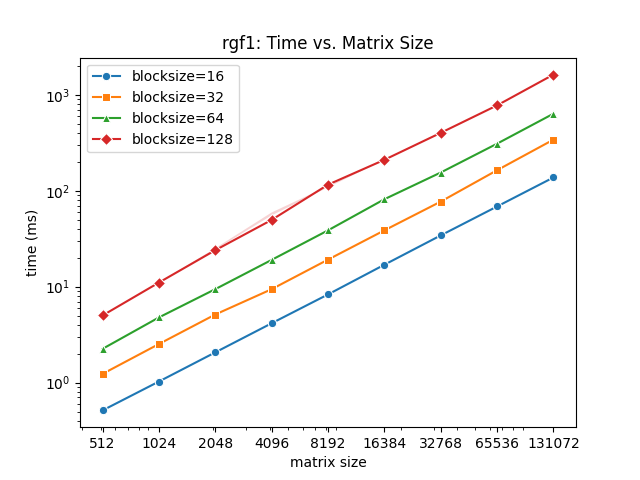 rgf1: Time vs. Matrix Size
blocksize=16
blocksize=32
blocksize=64
blocksize=128
10³
10²
10¹
10⁰
time (ms)
512 1024 2048 4096 8192 16384 32768 65536 131072
matrix size